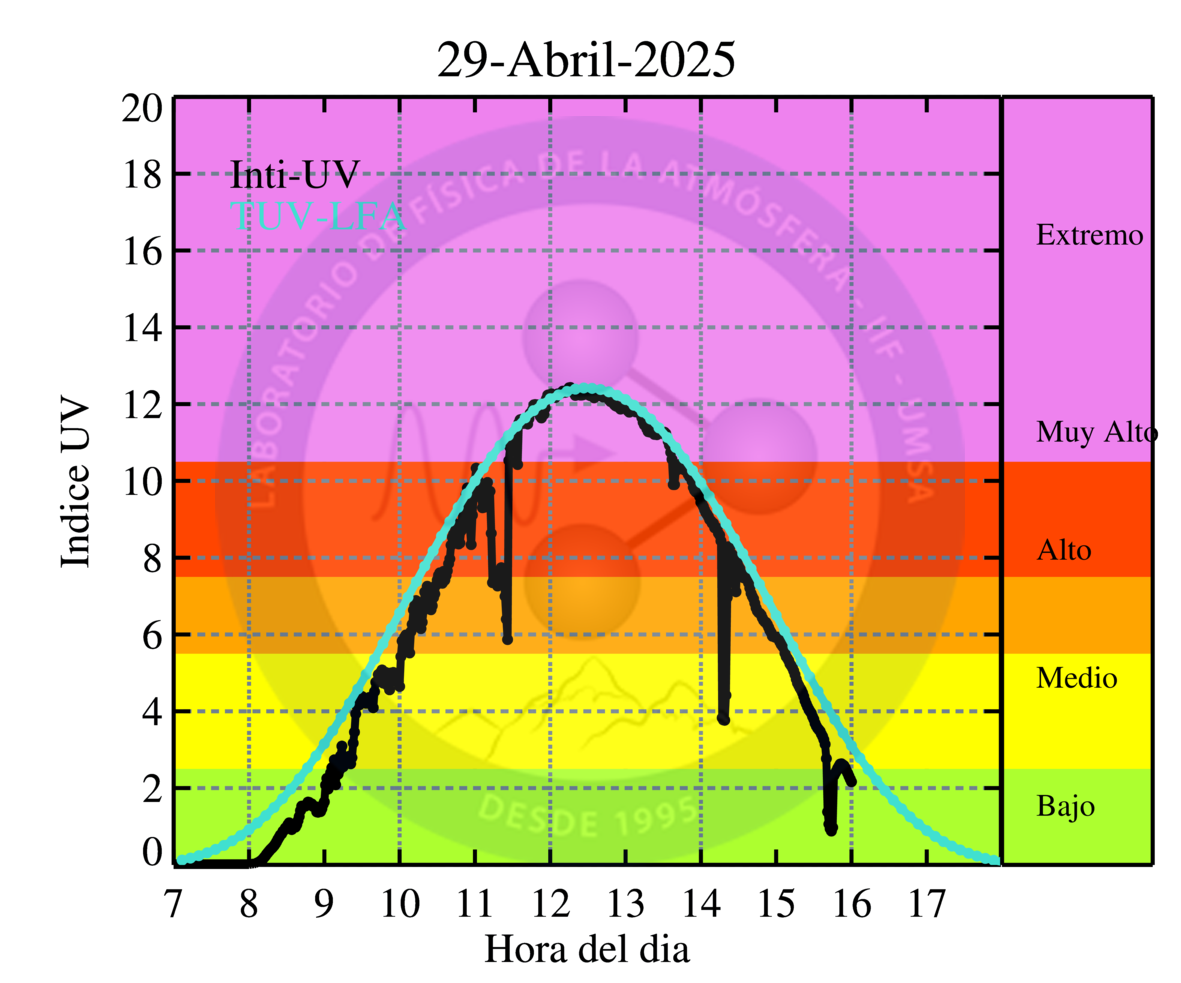 29-Abril-2025
Inti-UV
TUV-LFA
LABORATORIO DE FÍSICA DE LA ATMÓSFERA - IIF - UMSA
DESDE 1995
Indice UV
20
18
16
14
12
10
8
6
4
2
0
Extremo
Muy Alto
Alto
Medio
Bajo
7 8 9 10 11 12 13 14 15 16 17
Hora del dia